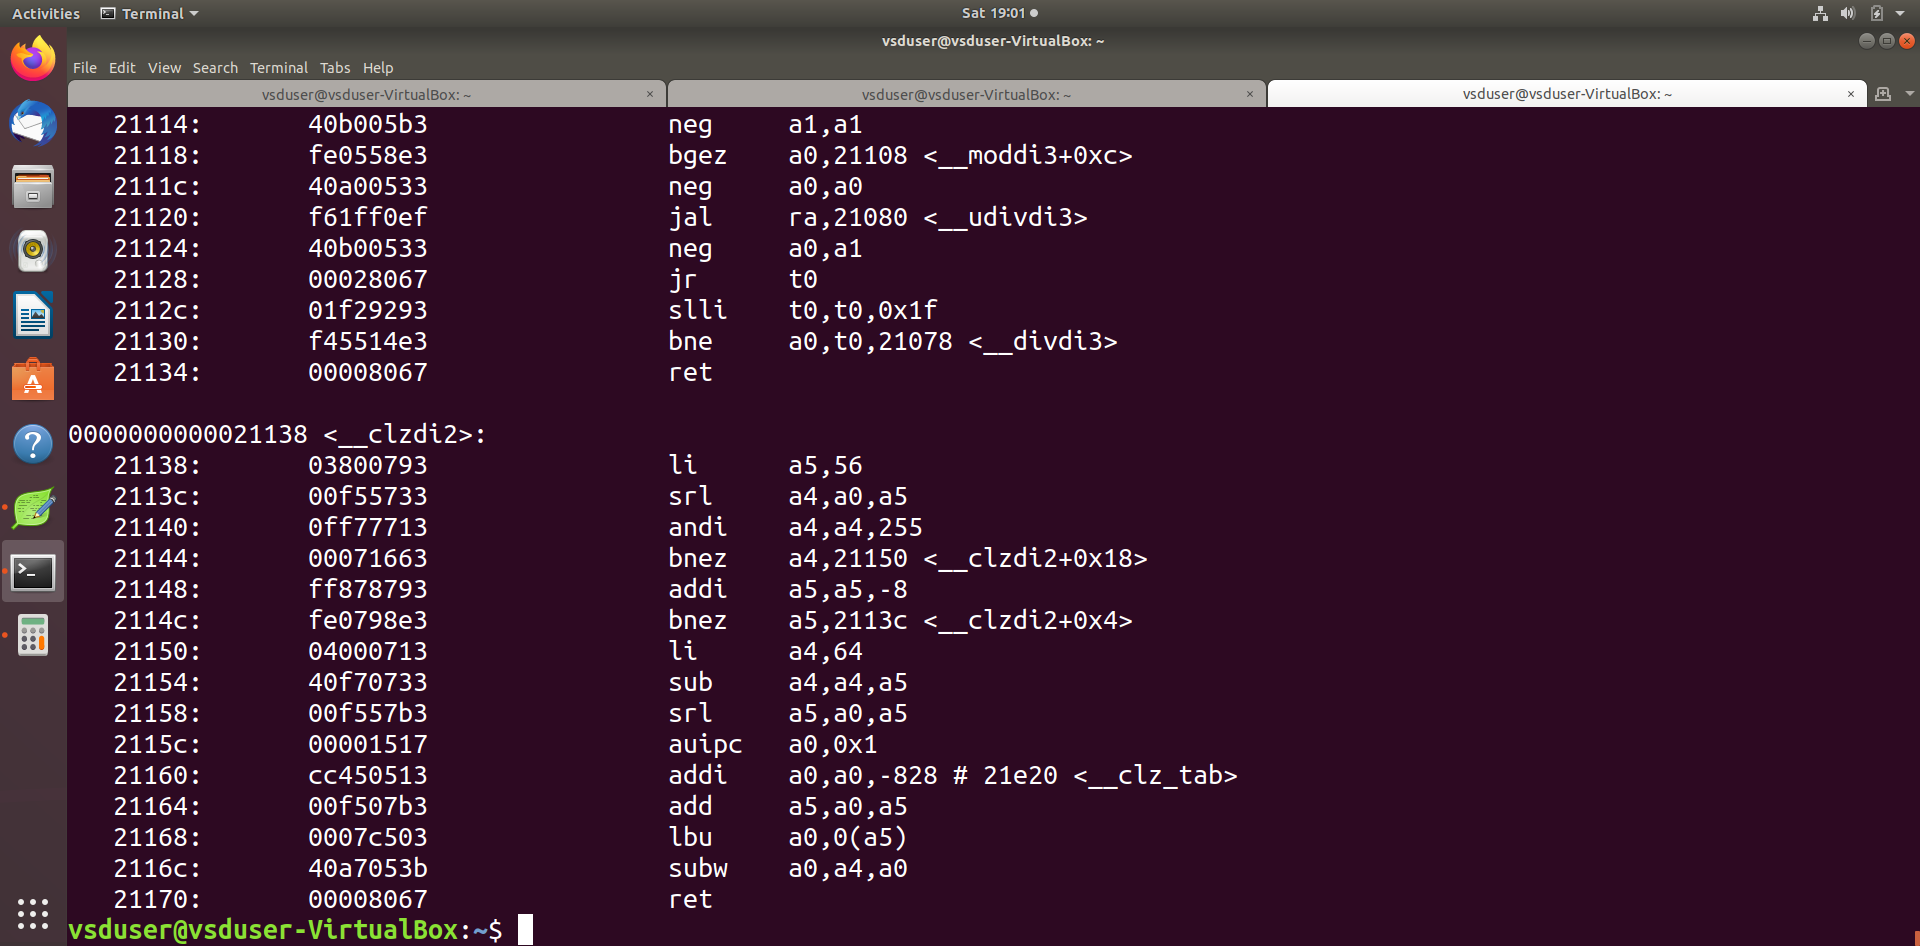 Activities Terminal Sat 19:01
vsduser@vsduser-VirtualBox: ~
File Edit View Search Terminal Tabs Help
vsduser@vsduser-VirtualBox: ~ × vsduser@vsduser-VirtualBox: ~ × vsduser@vsduser-VirtualBox: ~ ×
21114: 40b005b3 neg a1,a1
21118: fe0558e3 bgez a0,21108 <__moddi3+0xc>
2111c: 40a00533 neg a0,a0
21120: f61ff0ef jal ra,21080 <__udivdi3>
21124: 40b00533 neg a0,a1
21128: 00028067 jr t0
2112c: 01f29293 slli t0,t0,0x1f
21130: f45514e3 bne a0,t0,21078 <__divdi3>
21134: 00008067 ret
0000000000021138 <__clzdi2>:
21138: 03800793 li a5,56
2113c: 00f55733 srl a4,a0,a5
21140: 0ff77713 andi a4,a4,255
21144: 00071663 bnez a4,21150 <__clzdi2+0x18>
21148: ff878793 addi a5,a5,-8
2114c: fe0798e3 bnez a5,2113c <__clzdi2+0x4>
21150: 04000713 li a4,64
21154: 40f70733 sub a4,a4,a5
21158: 00f557b3 srl a5,a0,a5
2115c: 00001517 auipc a0,0x1
21160: cc450513 addi a0,a0,-828 # 21e20 <__clz_tab>
21164: 00f507b3 add a5,a0,a5
21168: 0007c503 lbu a0,0(a5)
2116c: 40a7053b subw a0,a4,a0
21170: 00008067 ret
vsduser@vsduser-VirtualBox:~$